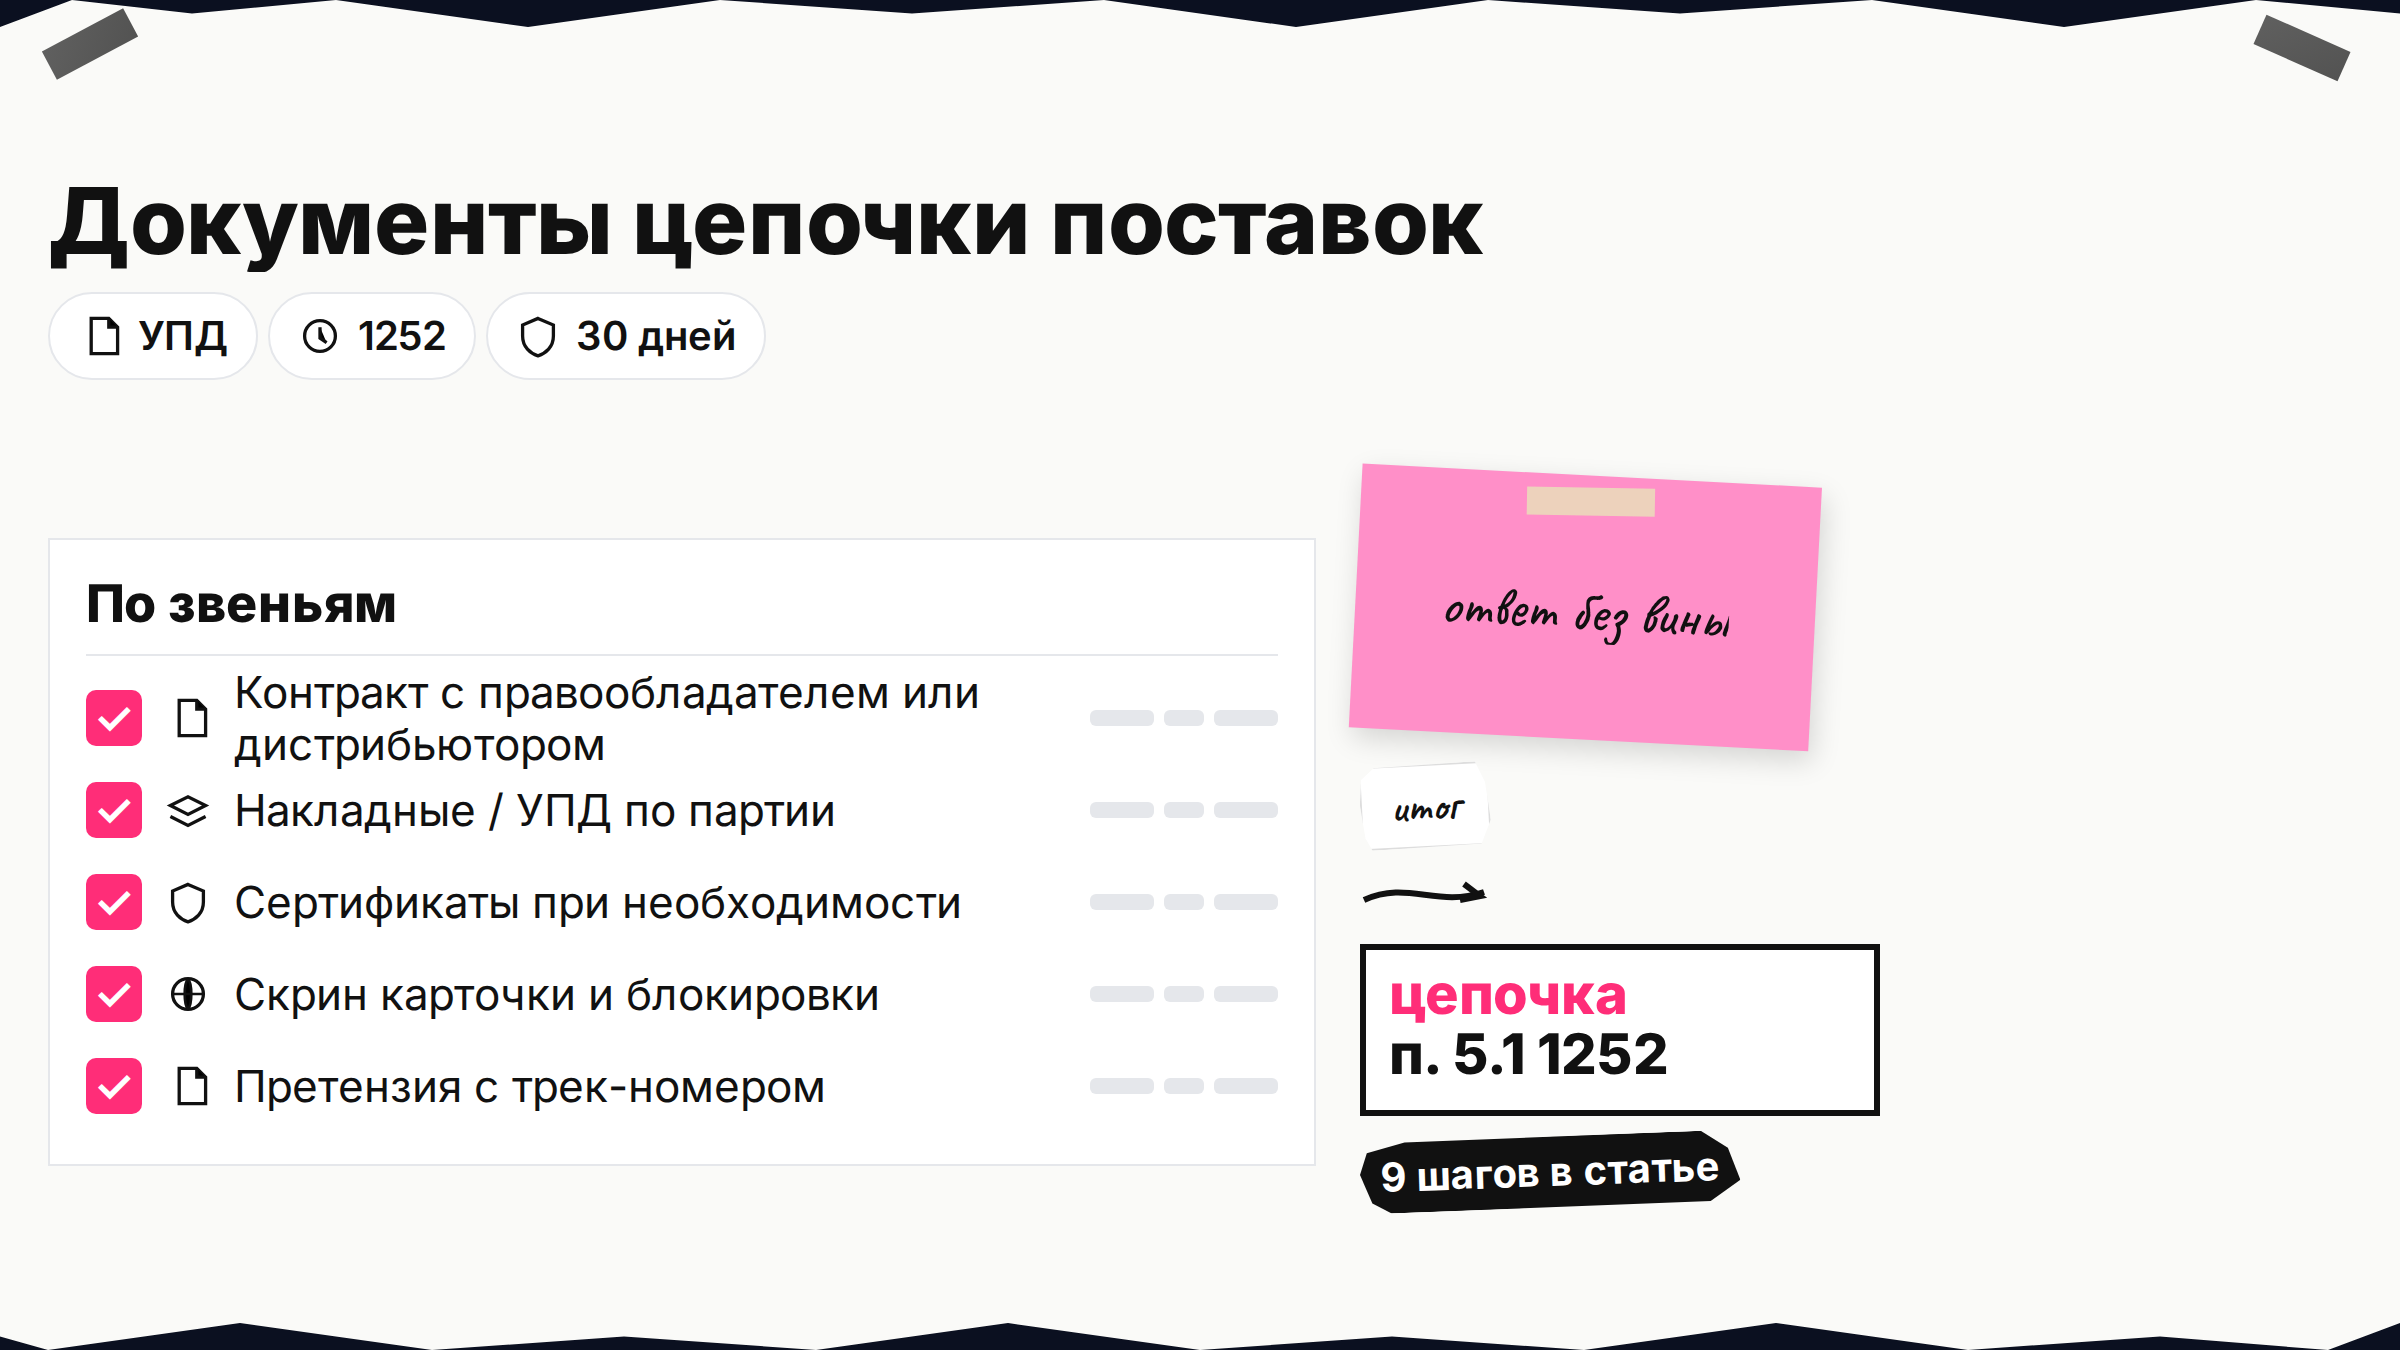 Документы цепочки поставок
УПД
1252
30 дней
По звеньям
Контракт с правообладателем или
дистрибьютором
Накладные / УПД по партии
Сертификаты при необходимости
Скрин карточки и блокировки
Претензия с трек-номером
ответ без вины
итог
цепочка
п. 5.1 1252
9 шагов в статье